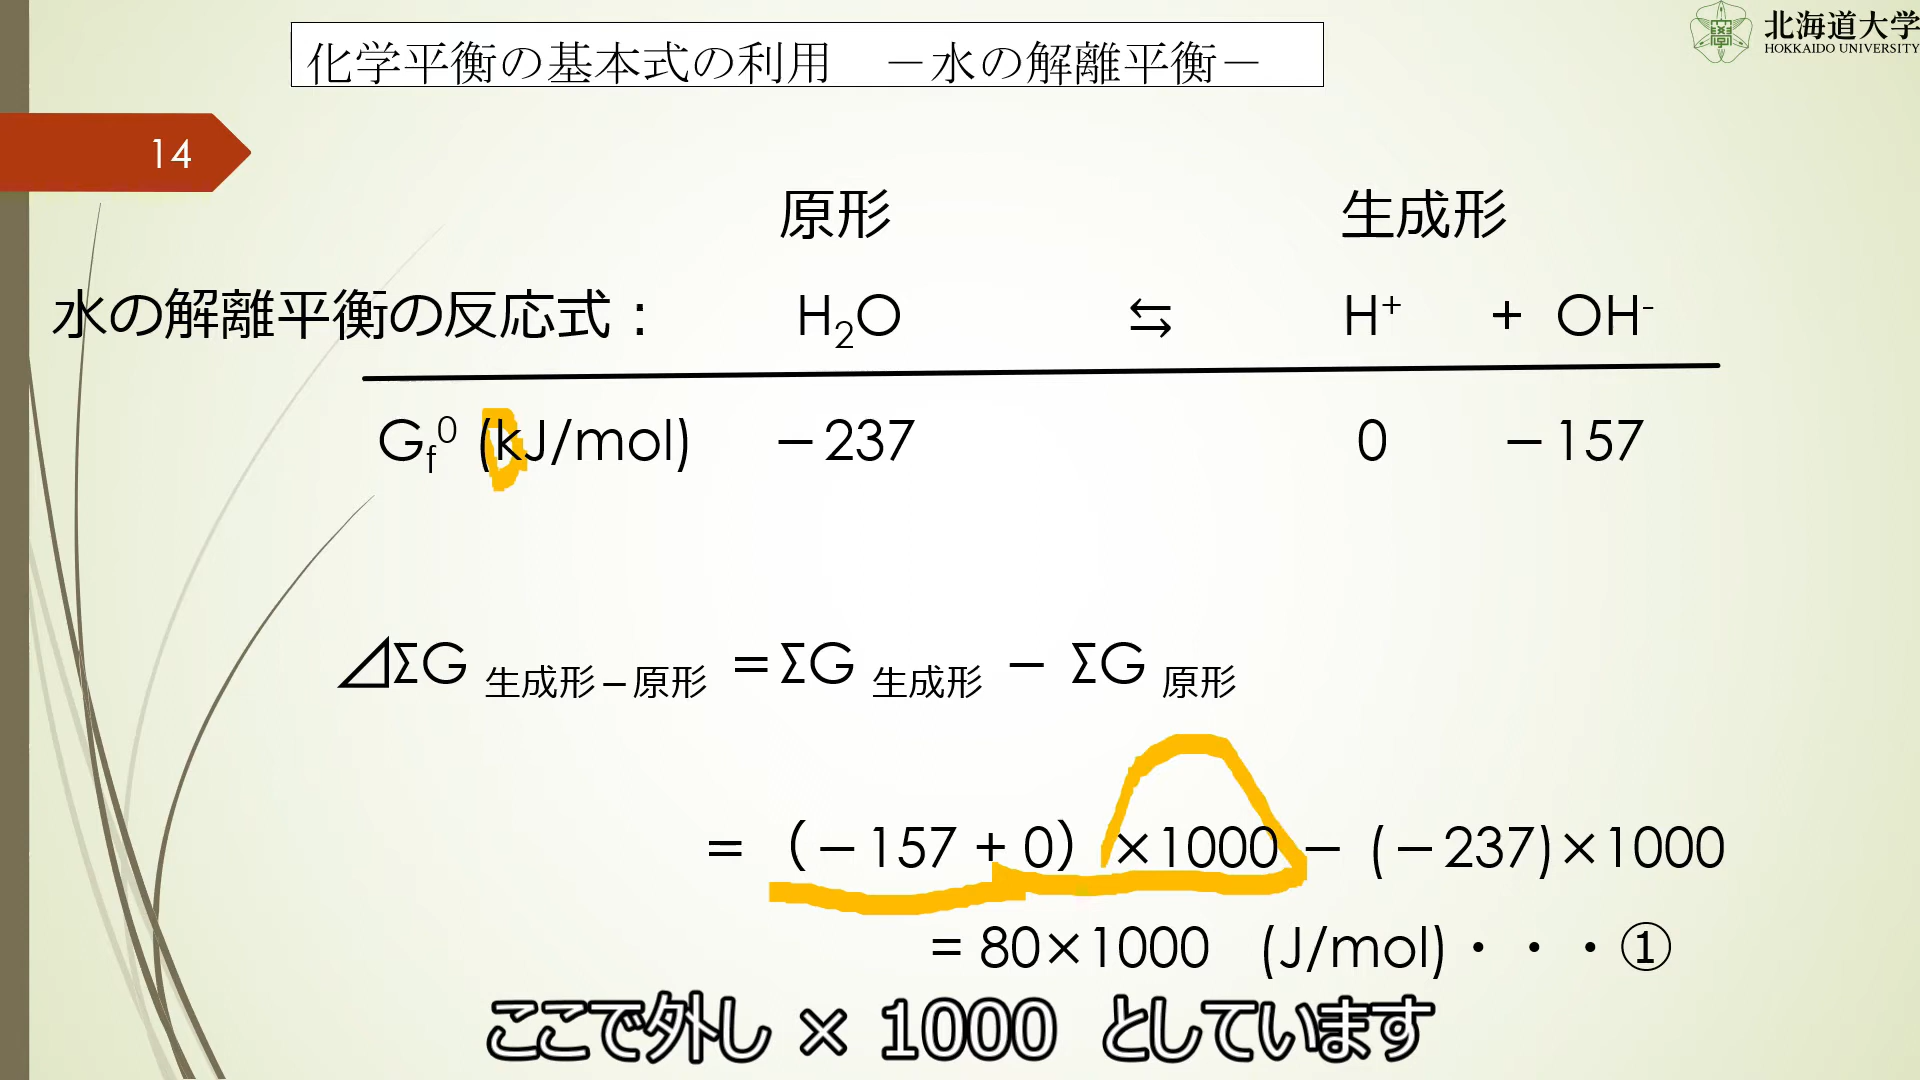 化学平衡の基本式の利用　－水の解離平衡－
北海道大学
HOKKAIDO UNIVERSITY
14
原形　生成形
水の解離平衡の反応式： H₂O ⇆ H⁺ + OH⁻
G_f⁰ (kJ/mol) －237 0 －157
⊿ΣG 生成形－原形 ＝ΣG 生成形 － ΣG 原形
＝（－157＋0）×1000－(－237)×1000
= 80×1000 (J/mol)・・・①
ここで外し × 1000 としています